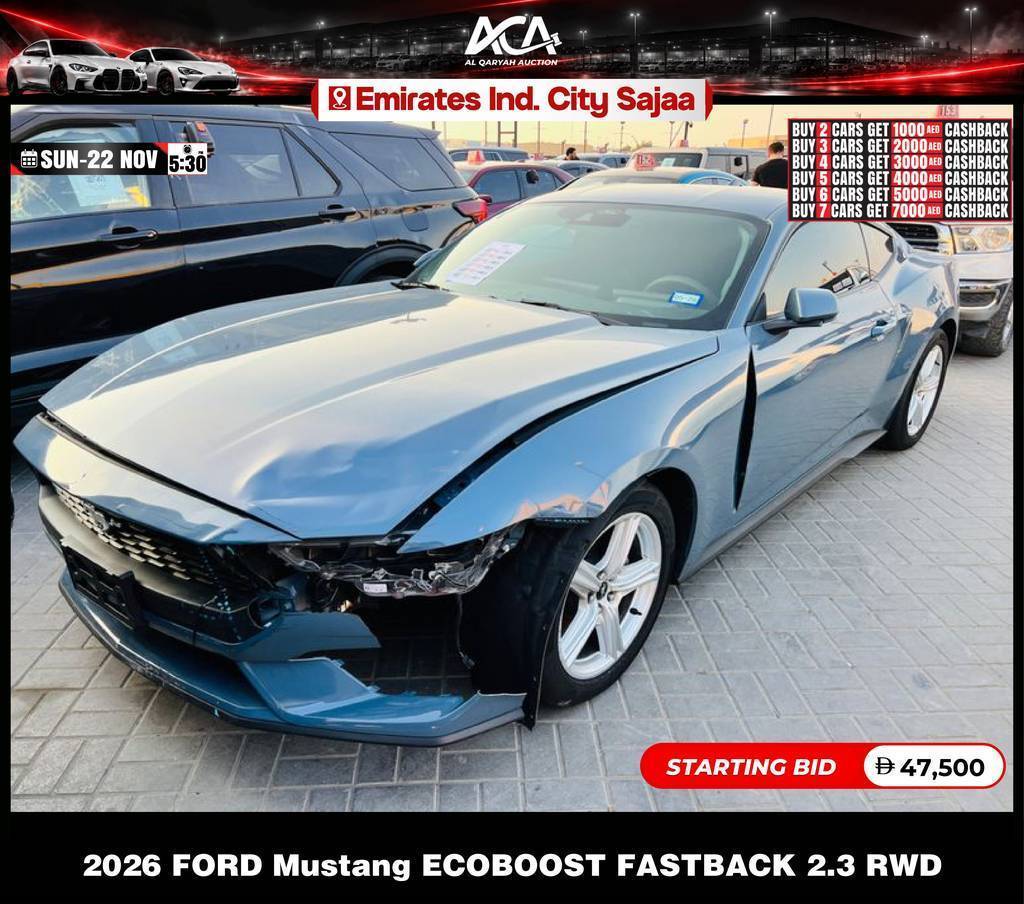 ACA
AL QARYAH AUCTION
Emirates Ind. City Sajaa
SUN-22 NOV 5:30
BUY 2 CARS GET 1000 AED CASHBACK
BUY 3 CARS GET 2000 AED CASHBACK
BUY 4 CARS GET 3000 AED CASHBACK
BUY 5 CARS GET 4000 AED CASHBACK
BUY 6 CARS GET 5000 AED CASHBACK
BUY 7 CARS GET 7000 AED CASHBACK
153
152
STARTING BID 47,500
2026 FORD Mustang ECOBOOST FASTBACK 2.3 RWD